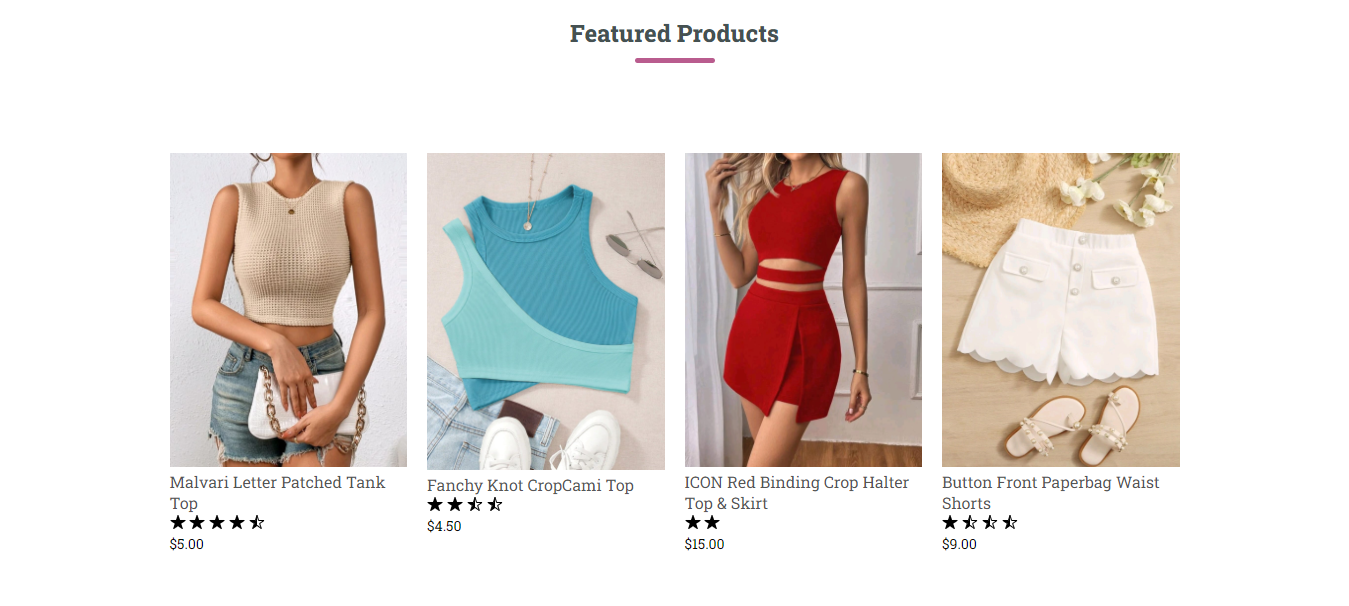 Featured Products
Malvari Letter Patched Tank
Top
$5.00
Fanchy Knot CropCami Top
$4.50
ICON Red Binding Crop Halter
Top & Skirt
$15.00
Button Front Paperbag Waist
Shorts
$9.00